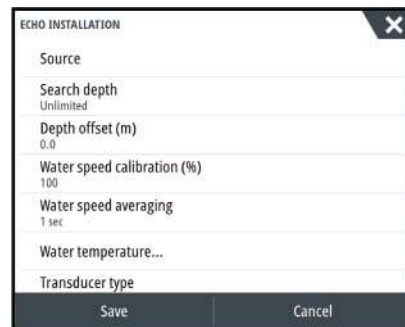 ECHO INSTALLATION
Source
Search depth
Unlimited
Depth offset (m)
0.0
Water speed calibration (%)
100
Water speed averaging
1 sec
Water temperature...
Transducer type
Save Cancel